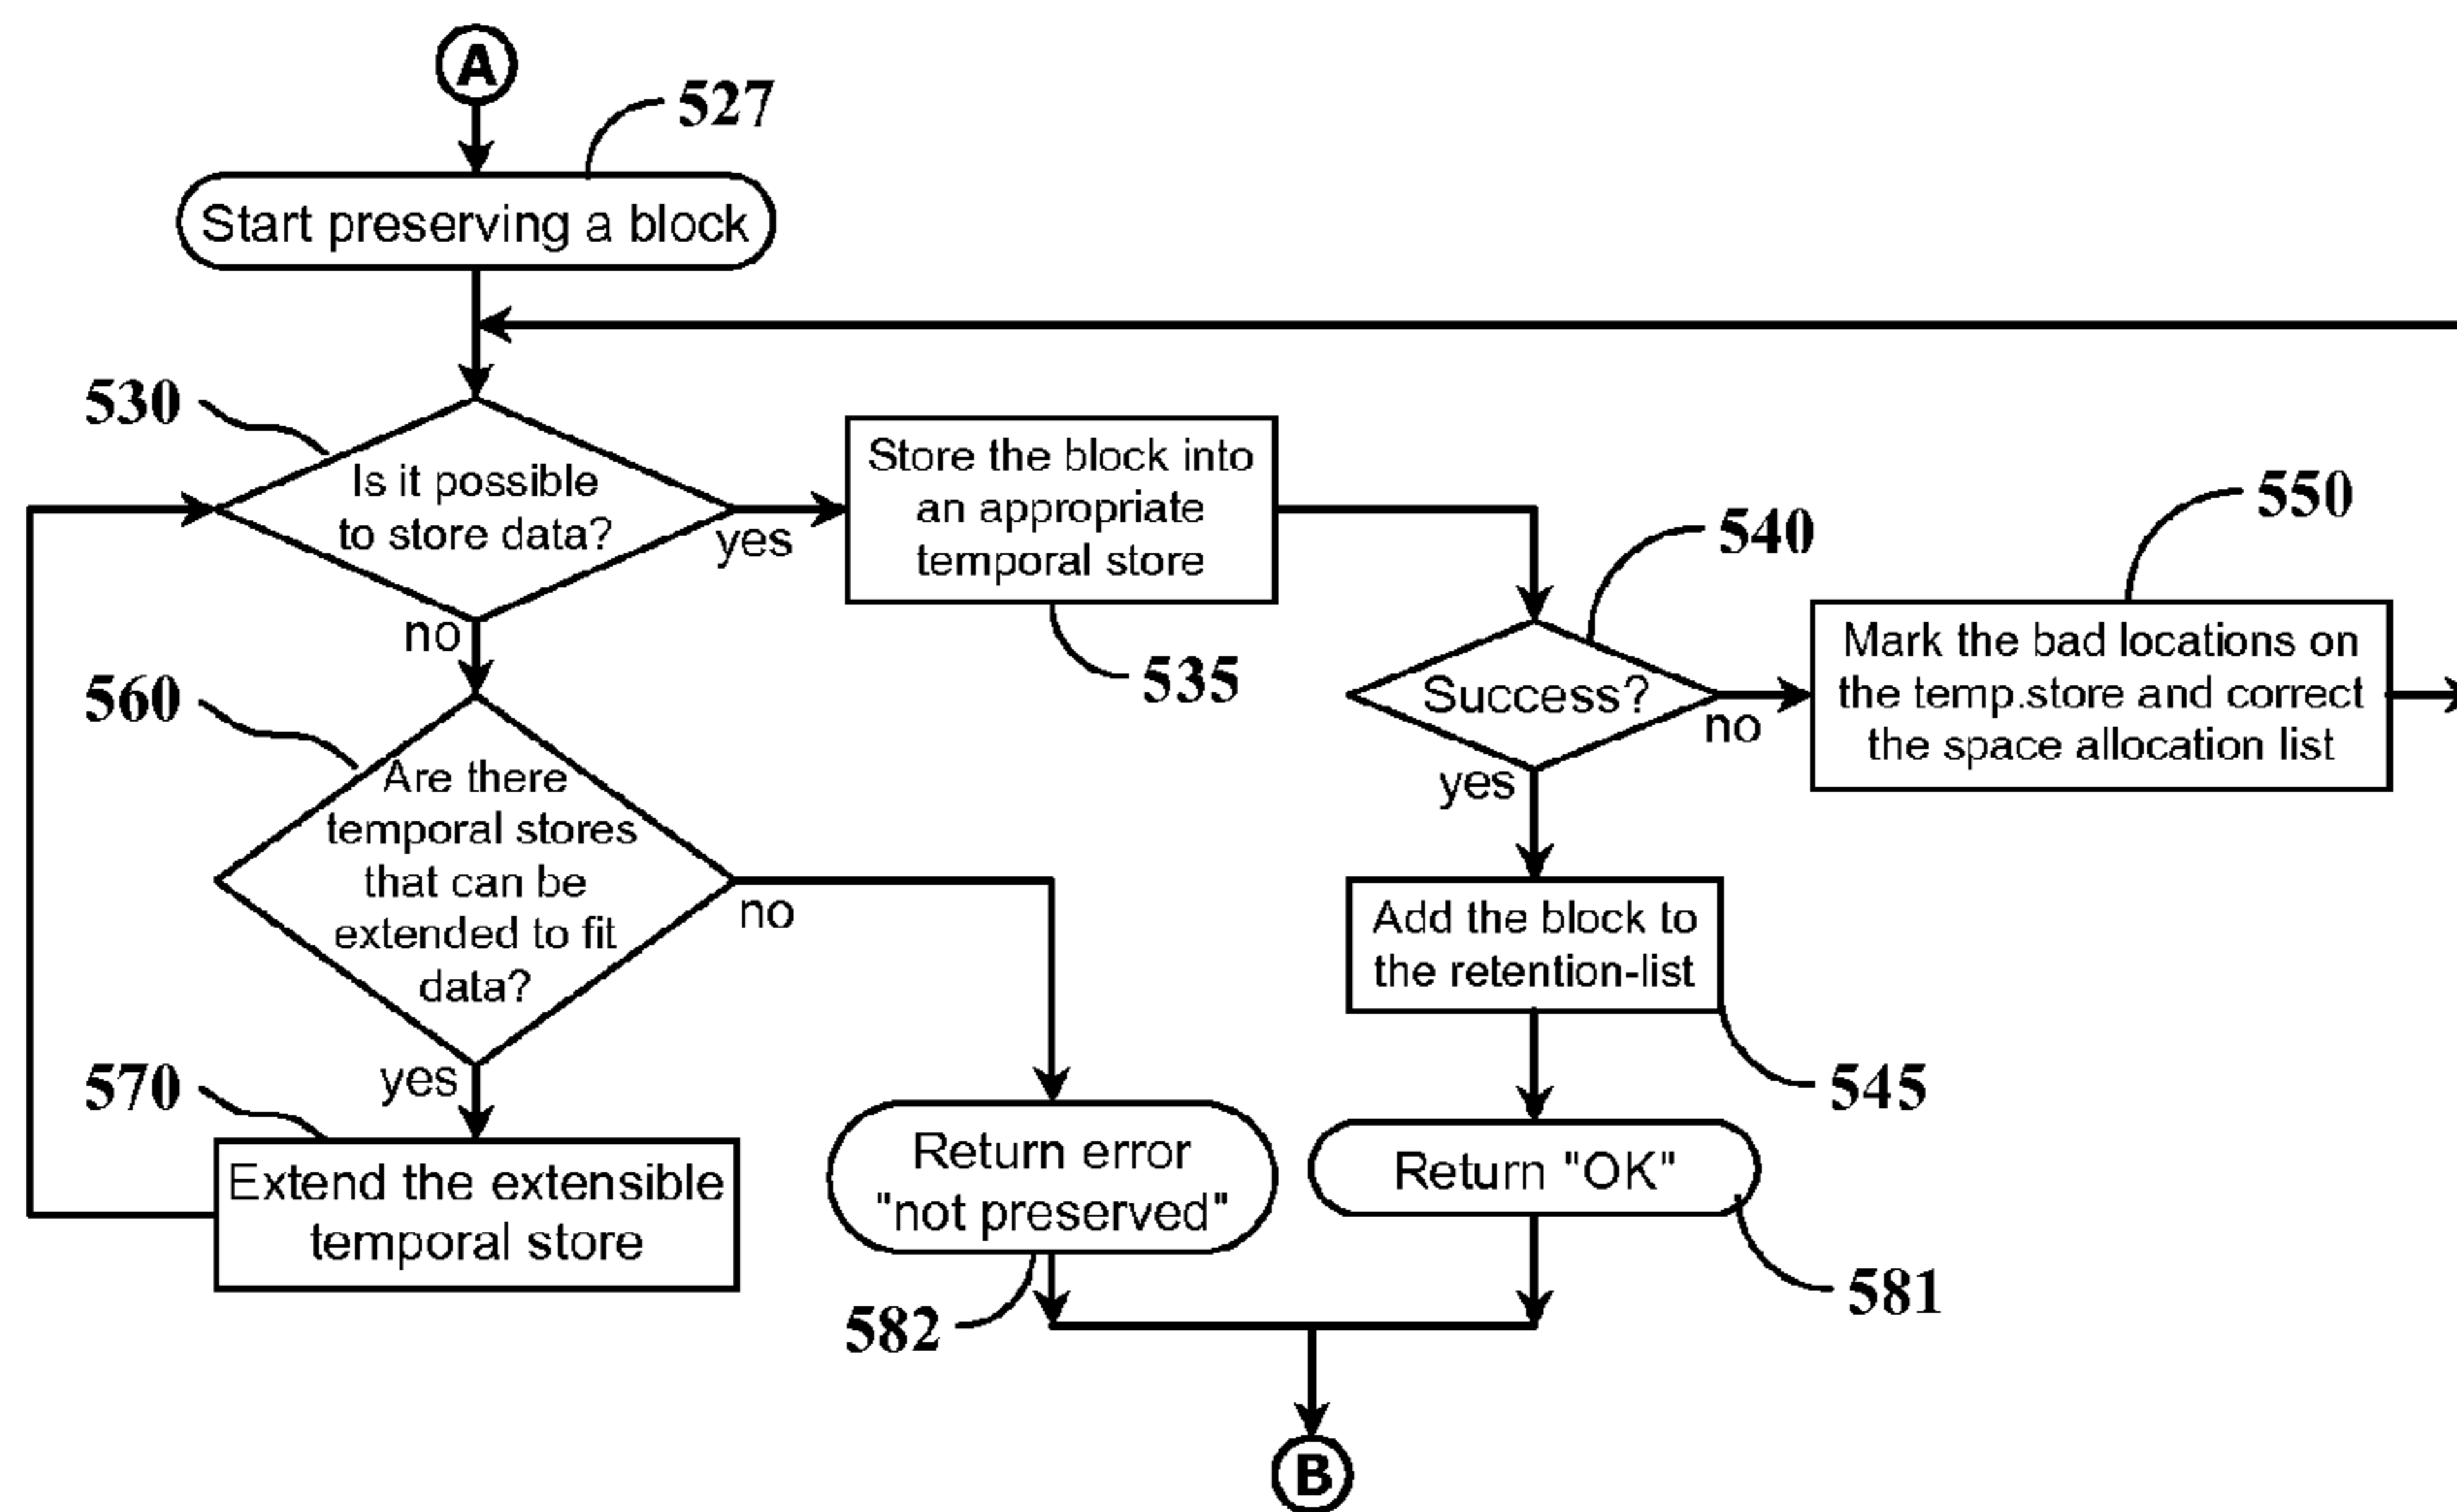 A
527
Start preserving a block
530
Is it possible
to store data?
yes
no
Store the block into
an appropriate
temporal store
535
540
Success?
no
yes
550
Mark the bad locations on
the temp.store and correct
the space allocation list
560
Are there
temporal stores
that can be
extended to fit
data?
no
yes
Add the block to
the retention-list
545
570
Extend the extensible
temporal store
Return error
"not preserved"
582
Return "OK"
581
B